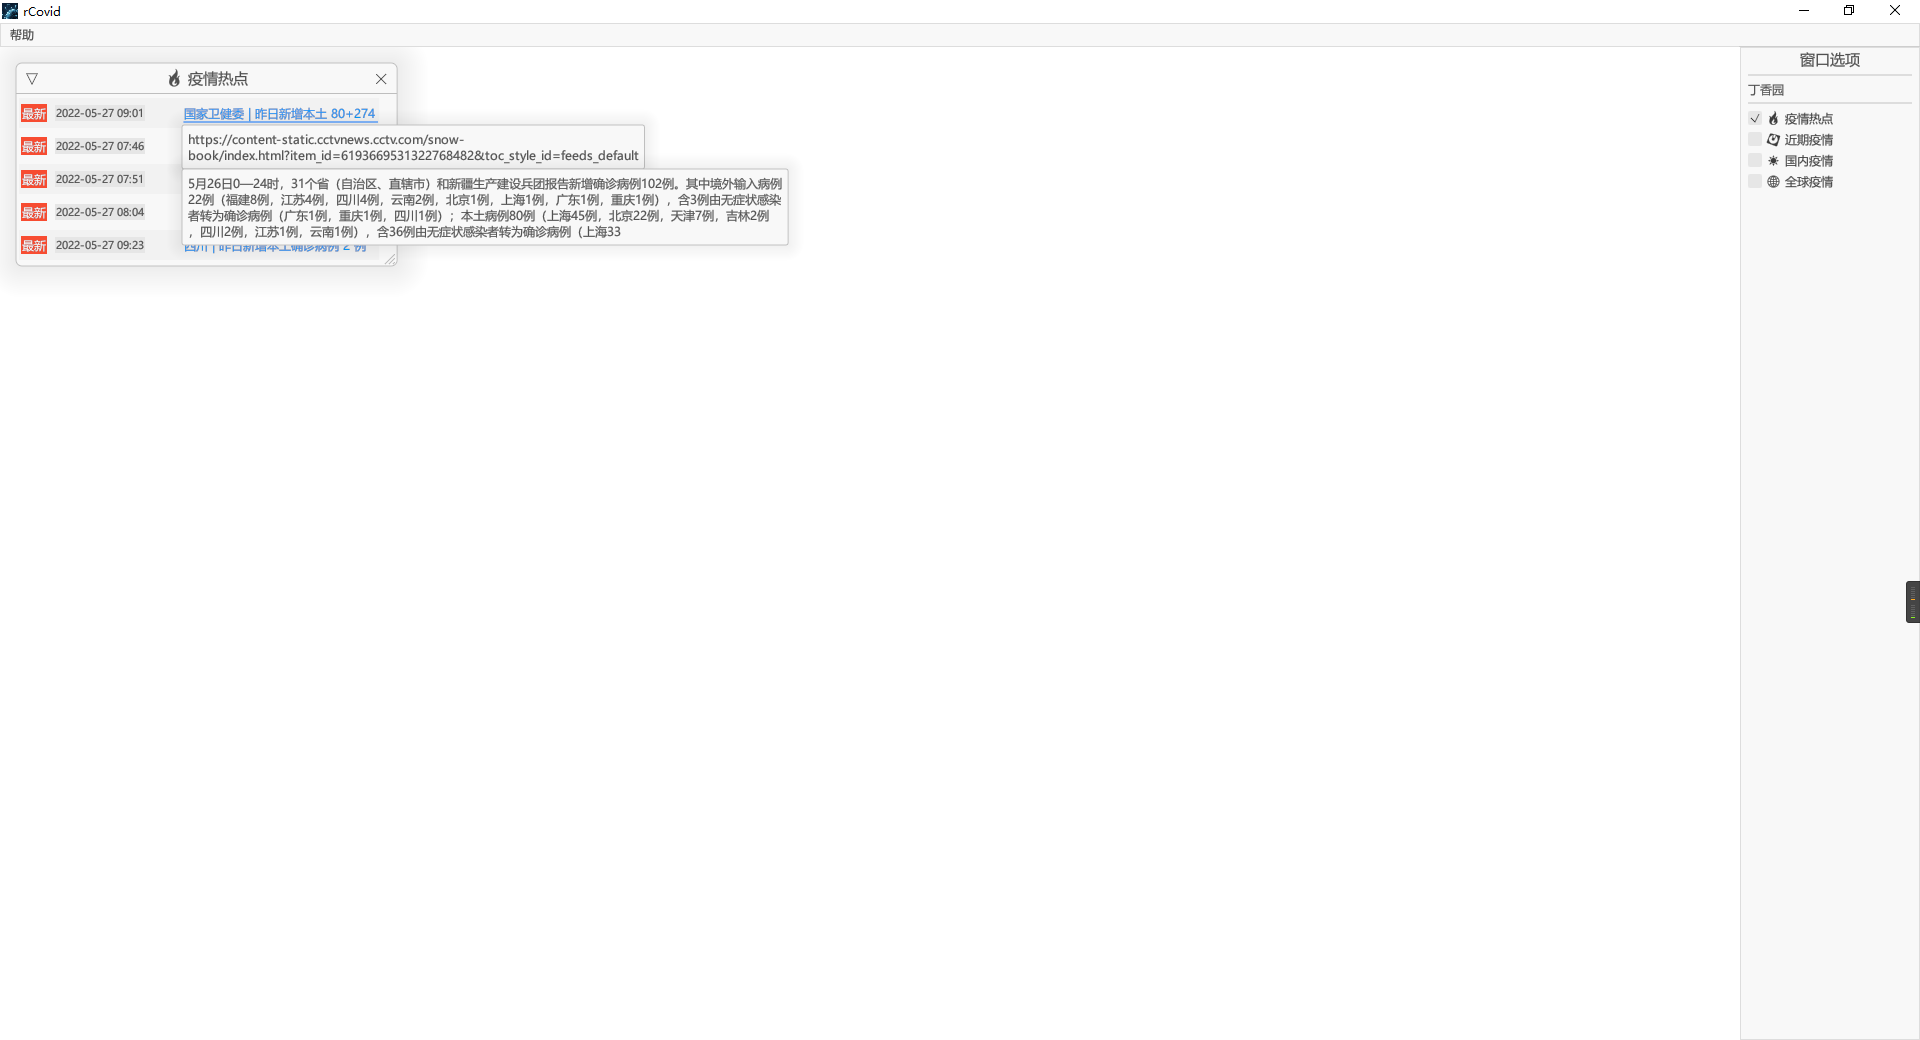 rCovid
帮助
疫情热点
最新 2022-05-27 09:01 国家卫健委 | 昨日新增本土 80+274
https://content-static.cctvnews.cctv.com/snow-
book/index.html?item_id=6193669531322768482&toc_style_id=feeds_default
最新 2022-05-27 07:46
最新 2022-05-27 07:51
5月26日0—24时，31个省（自治区、直辖市）和新疆生产建设兵团报告新增确诊病例102例。其中境外输入病例
22例（福建8例，江苏4例，四川4例，云南2例，北京1例，上海1例，广东1例，重庆1例），含3例由无症状感染
者转为确诊病例（广东1例，重庆1例，四川1例）；本土病例80例（上海45例，北京22例，天津7例，吉林2例
，四川2例，江苏1例，云南1例），含36例由无症状感染者转为确诊病例（上海33
最新 2022-05-27 08:04
最新 2022-05-27 09:23 四川 | 昨日新增本土确诊病例 2 例
窗口选项
丁香园
疫情热点
近期疫情
国内疫情
全球疫情